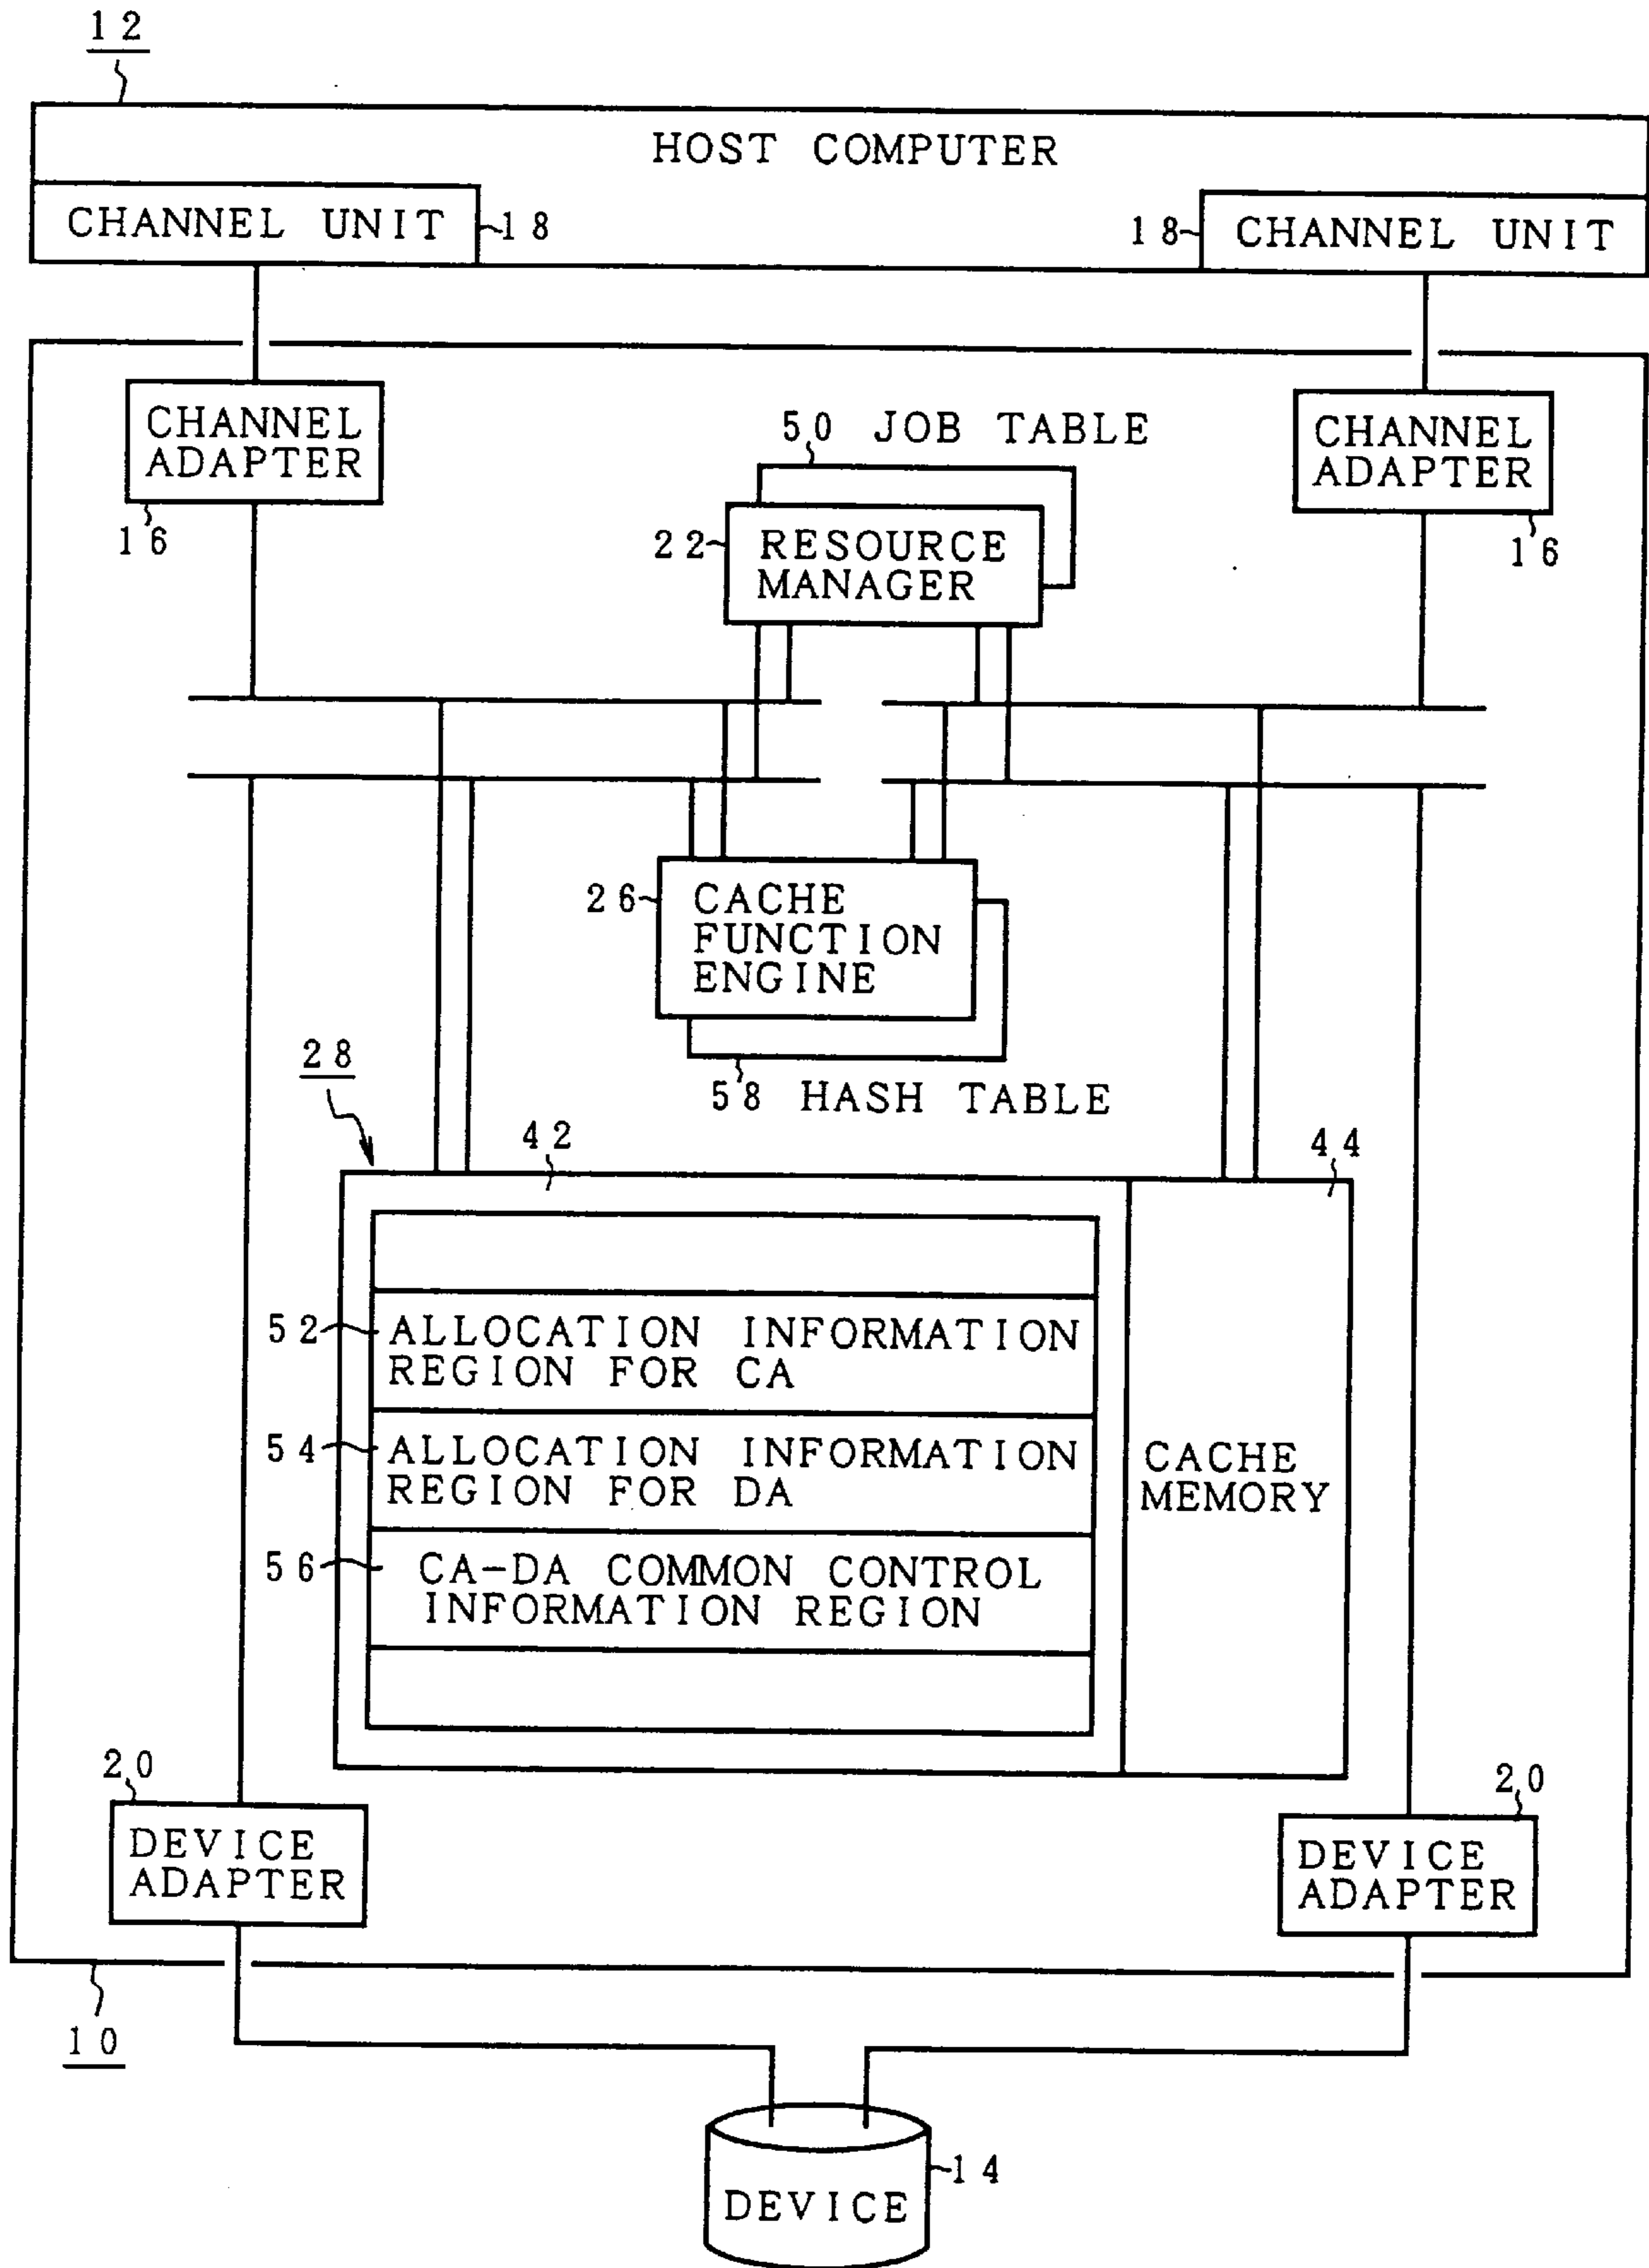 12
HOST COMPUTER
CHANNEL UNIT
18
18
CHANNEL UNIT
CHANNEL
ADAPTER
16
50 JOB TABLE
22
RESOURCE
MANAGER
CHANNEL
ADAPTER
16
26
CACHE
FUNCTION
ENGINE
58 HASH TABLE
28
42
44
52
ALLOCATION INFORMATION
REGION FOR CA
54
ALLOCATION INFORMATION
REGION FOR DA
56
CA-DA COMMON CONTROL
INFORMATION REGION
CACHE
MEMORY
20
DEVICE
ADAPTER
20
DEVICE
ADAPTER
10
14
DEVICE